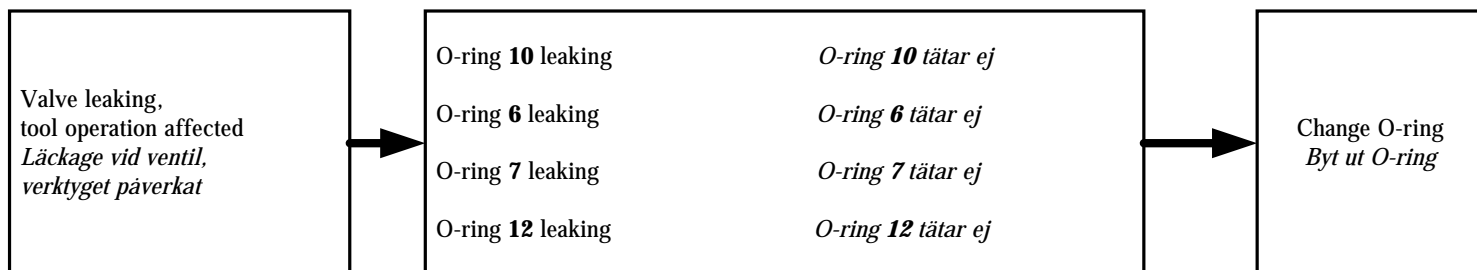 Valve leaking,
tool operation affected
Läckage vid ventil,
verktyget påverkat
O-ring 10 leaking
O-ring 10 tätar ej
O-ring 6 leaking
O-ring 6 tätar ej
O-ring 7 leaking
O-ring 7 tätar ej
O-ring 12 leaking
O-ring 12 tätar ej
Change O-ring
Byt ut O-ring